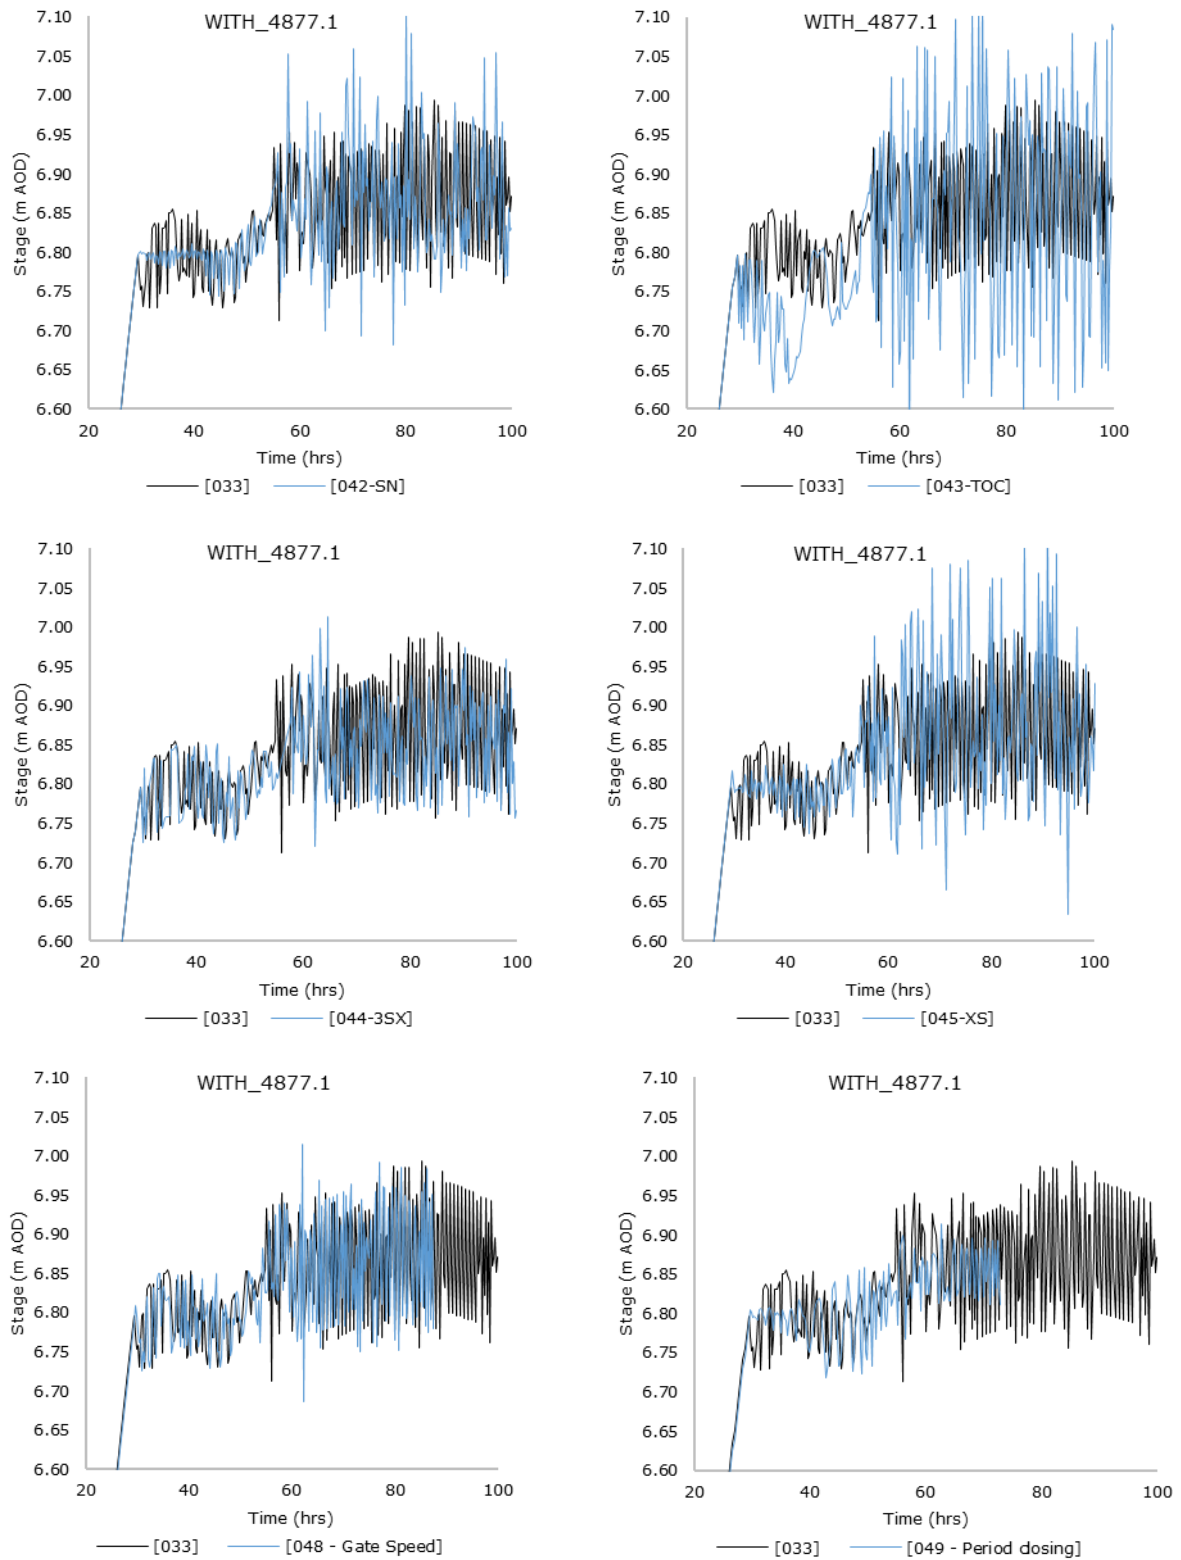 WITH_4877.1
7.10
7.05
7.00
6.95
6.90
6.85
6.80
6.75
6.70
6.65
6.60
Stage (m AOD)
20 40 60 80 100
Time (hrs)
[033] [042-SN]
WITH_4877.1
7.10
7.05
7.00
6.95
6.90
6.85
6.80
6.75
6.70
6.65
6.60
Stage (m AOD)
20 40 60 80 100
Time (hrs)
[033] [043-TOC]
WITH_4877.1
7.10
7.05
7.00
6.95
6.90
6.85
6.80
6.75
6.70
6.65
6.60
Stage (m AOD)
20 40 60 80 100
Time (hrs)
[033] [044-3SX]
WITH_4877.1
7.10
7.05
7.00
6.95
6.90
6.85
6.80
6.75
6.70
6.65
6.60
Stage (m AOD)
20 40 60 80 100
Time (hrs)
[033] [045-XS]
WITH_4877.1
7.10
7.05
7.00
6.95
6.90
6.85
6.80
6.75
6.70
6.65
6.60
Stage (m AOD)
20 40 60 80 100
Time (hrs)
[033] [048 - Gate Speed]
WITH_4877.1
7.10
7.05
7.00
6.95
6.90
6.85
6.80
6.75
6.70
6.65
6.60
Stage (m AOD)
20 40 60 80 100
Time (hrs)
[033] [049 - Period closing]